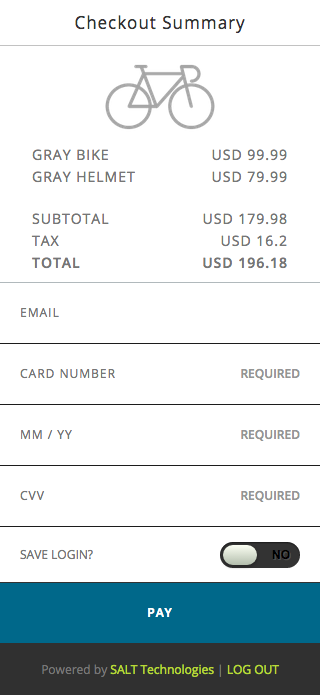 Checkout Summary
GRAY BIKE USD 99.99
GRAY HELMET USD 79.99
SUBTOTAL USD 179.98
TAX USD 16.2
TOTAL USD 196.18
EMAIL
CARD NUMBER REQUIRED
MM / YY REQUIRED
CVV REQUIRED
SAVE LOGIN? NO
PAY
Powered by SALT Technologies | LOG OUT